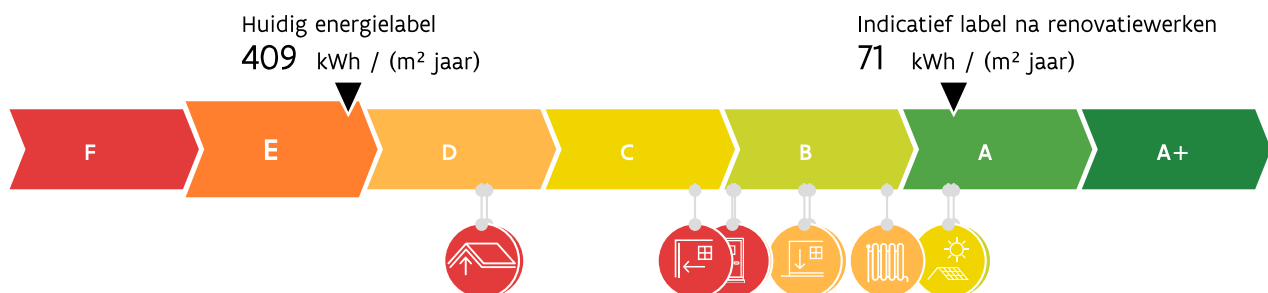 Huidig energielabel
409 kWh / (m² jaar)
Indicatief label na renovatiewerken
71 kWh / (m² jaar)
F E D C B A A+